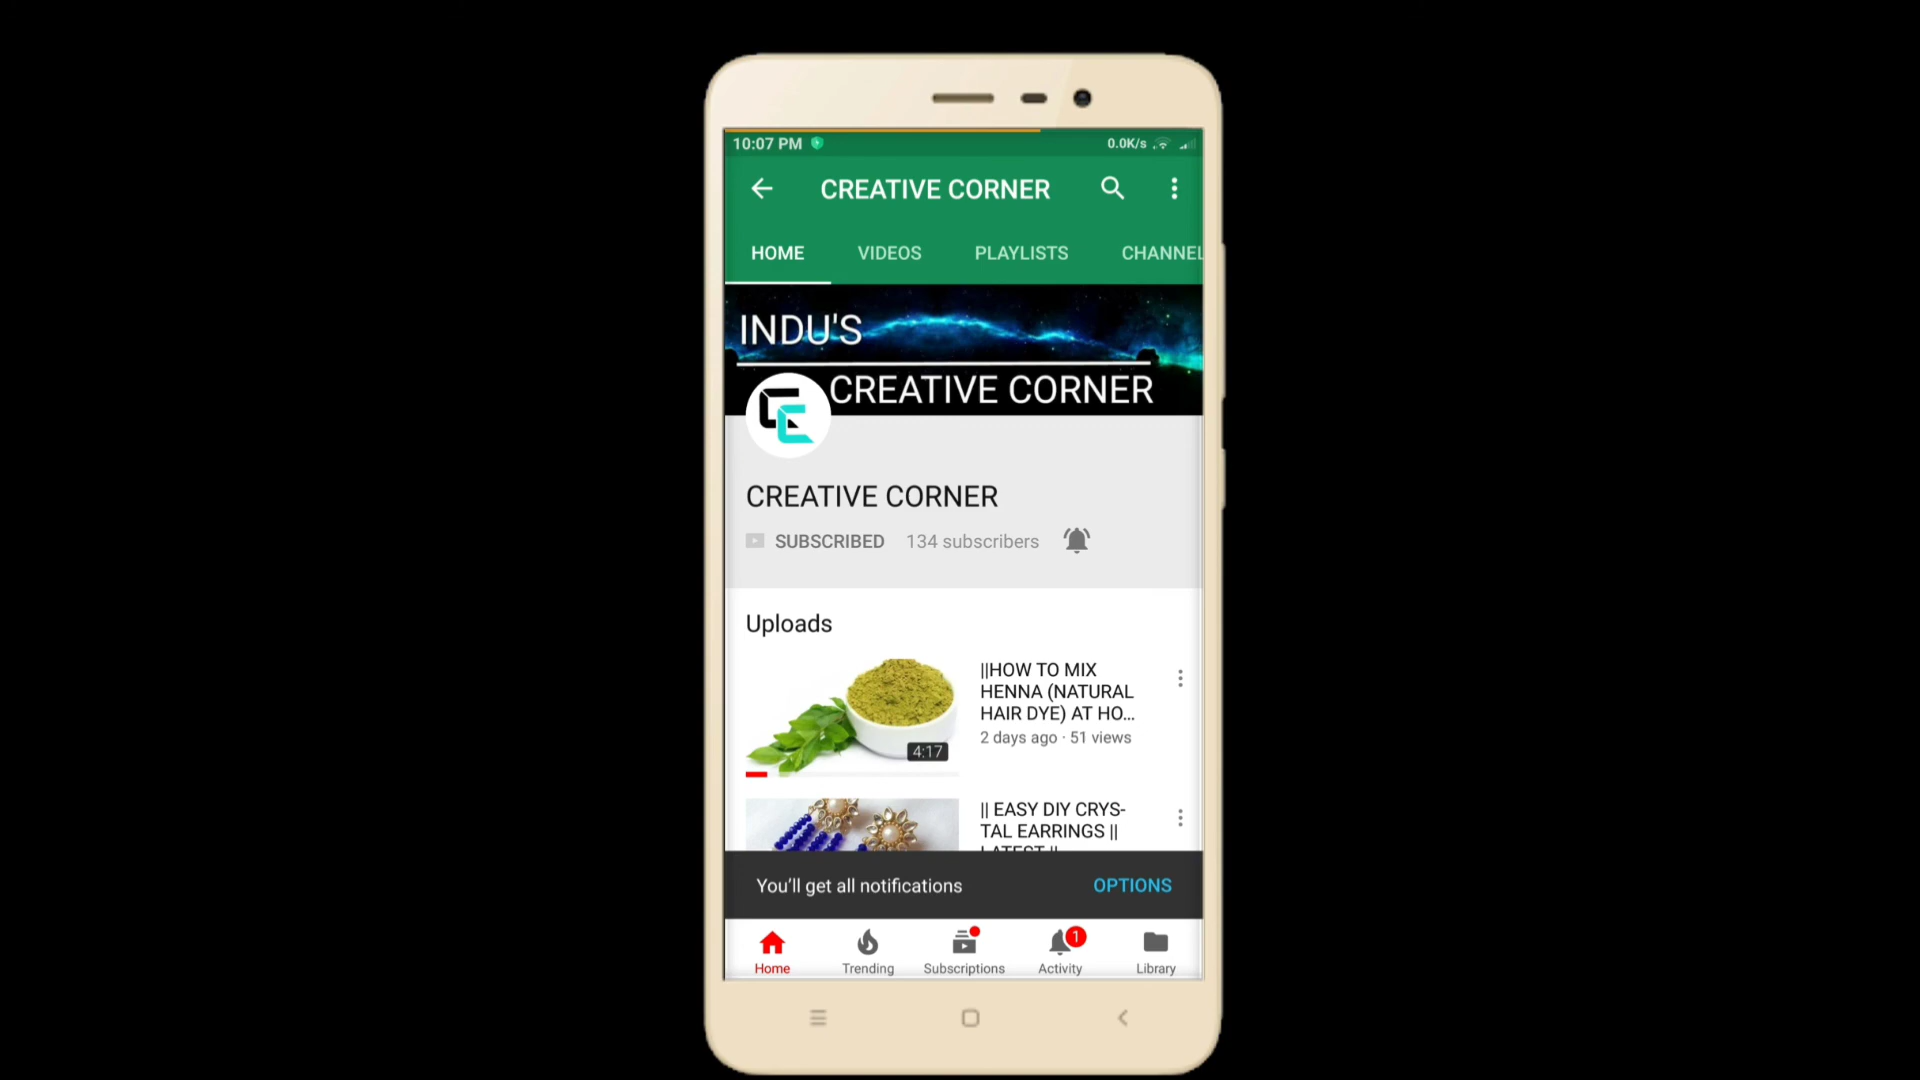 10:07 PM
0.0K/s
CREATIVE CORNER
HOME
VIDEOS
PLAYLISTS
CHANNEL
INDU'S
CREATIVE CORNER
CREATIVE CORNER
SUBSCRIBED
134 subscribers
Uploads
||HOW TO MIX
HENNA (NATURAL
HAIR DYE) AT HO...
2 days ago · 51 views
4:17
|| EASY DIY CRYS-
TAL EARRINGS ||
LATEST ||
You'll get all notifications
OPTIONS
1
Home
Trending
Subscriptions
Activity
Library